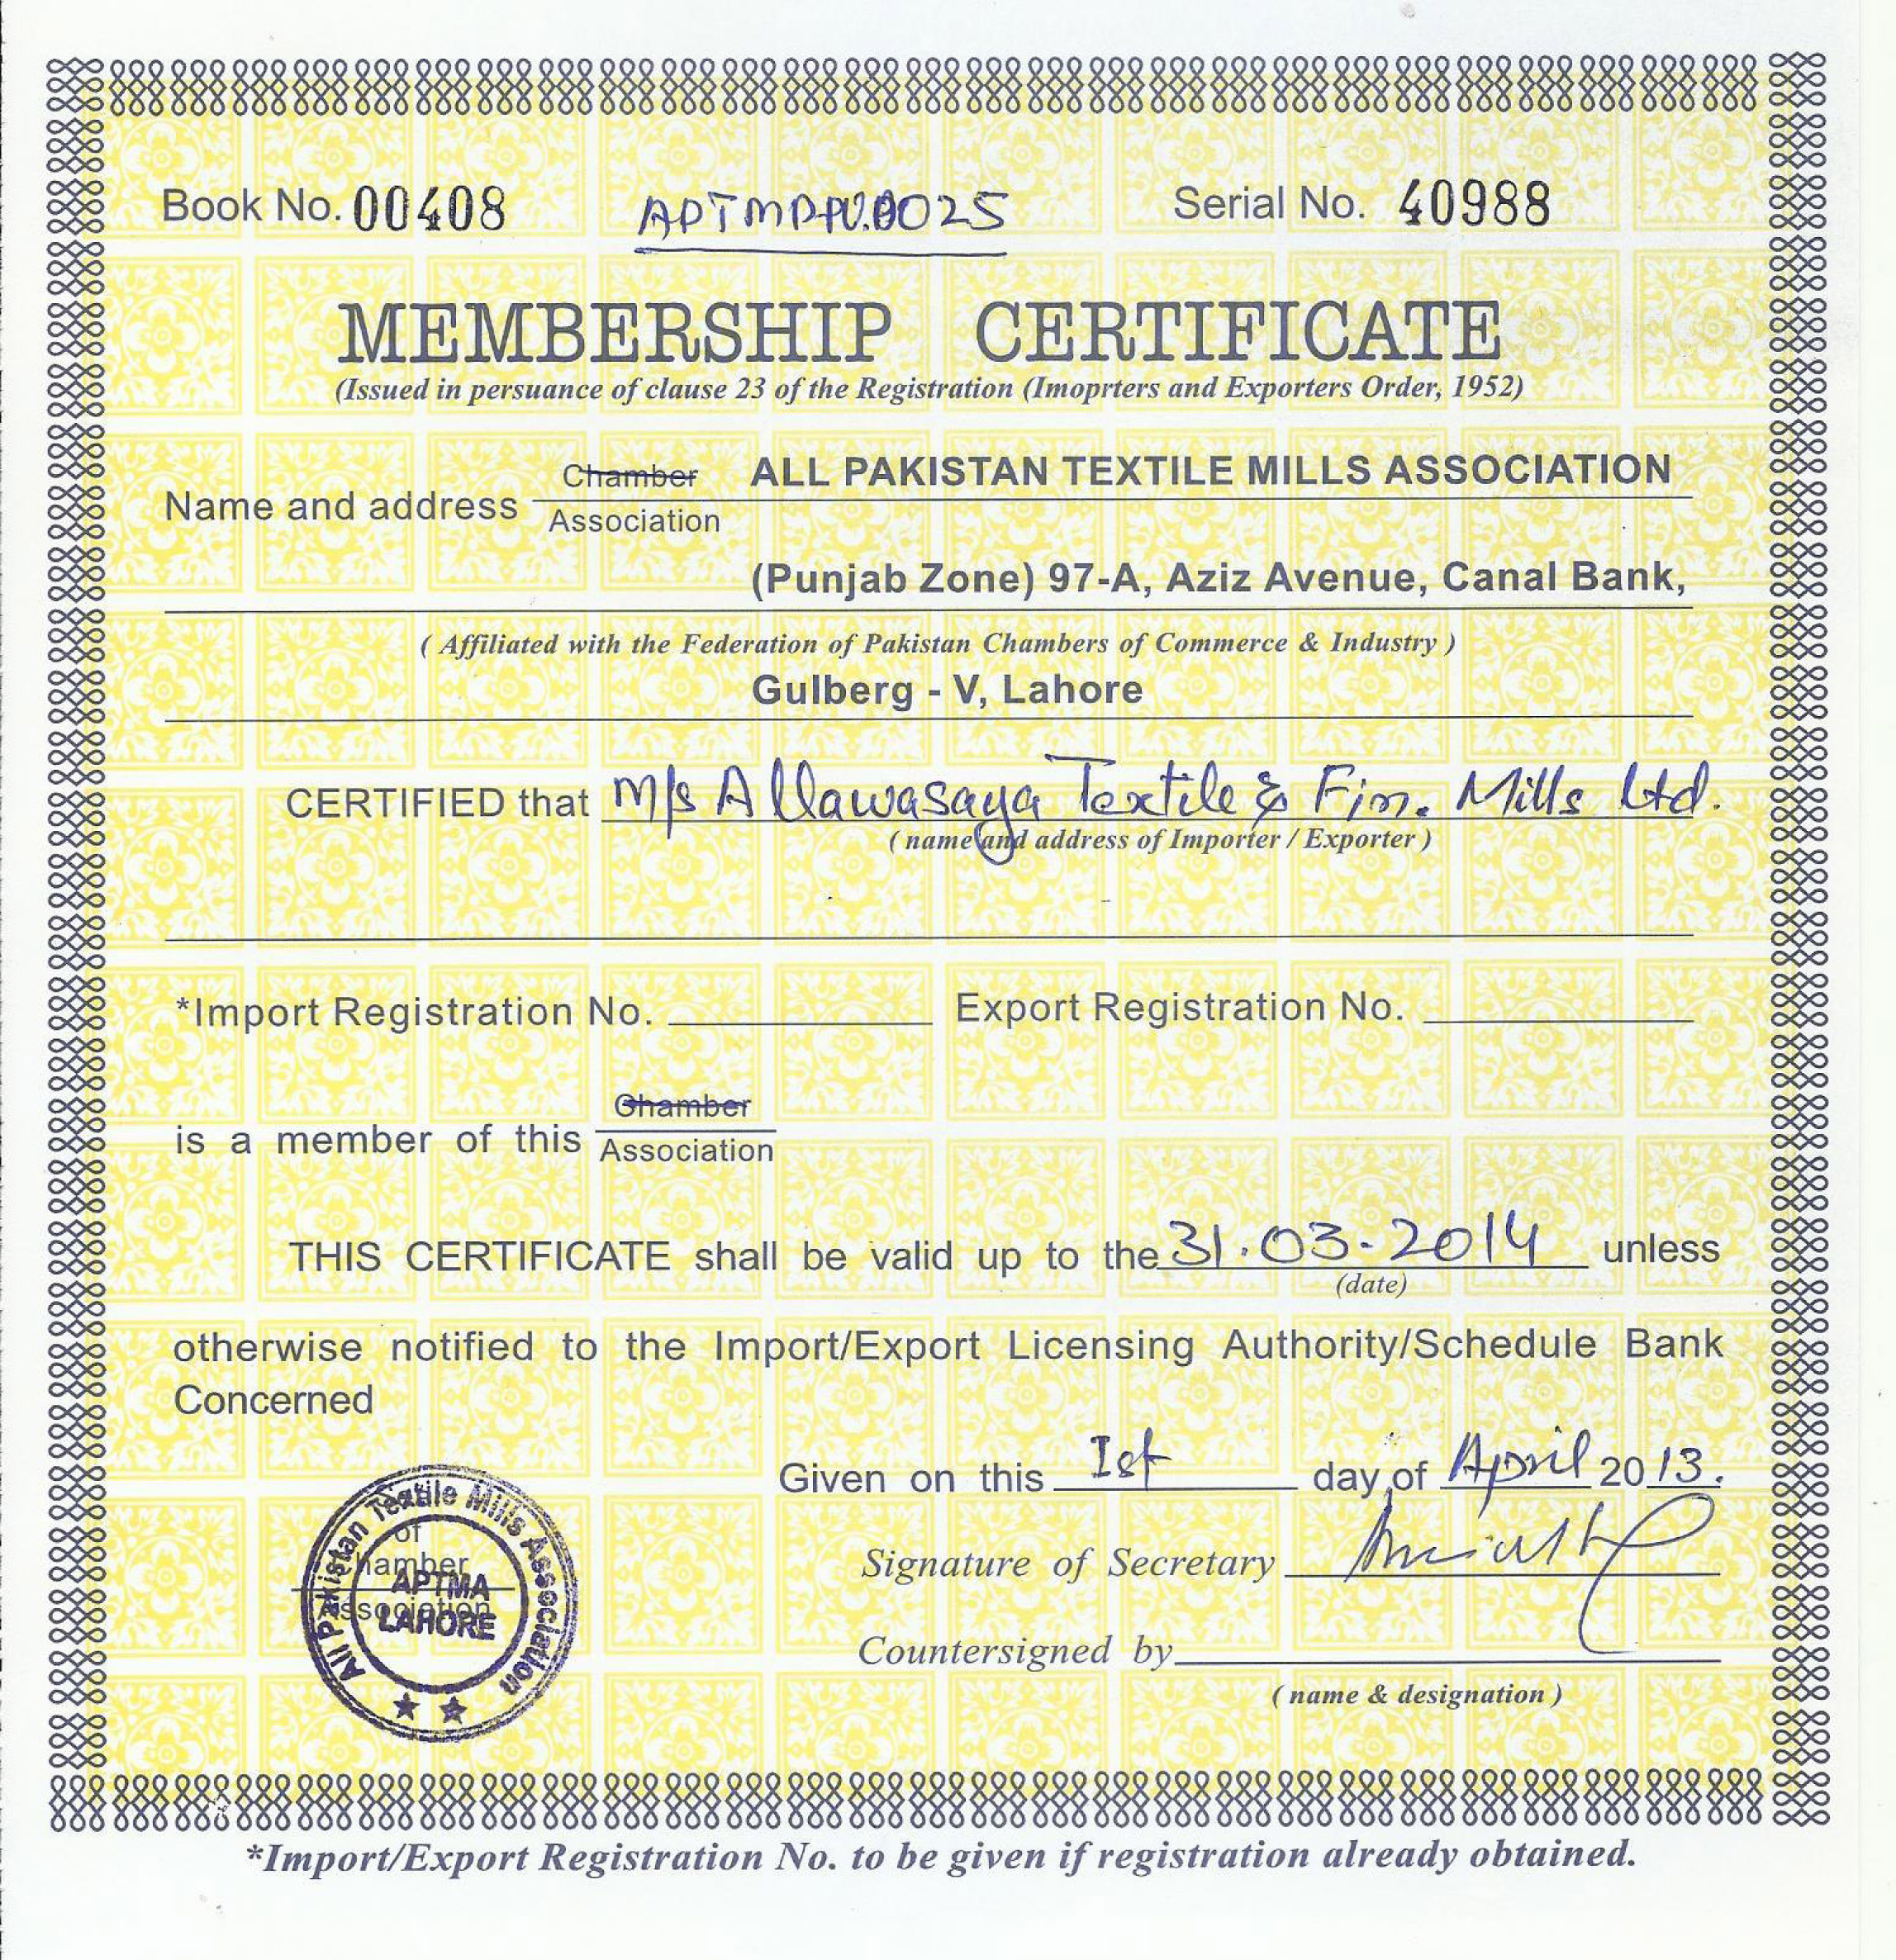 Book No. 00408
Serial No. 40988
MEMBERSHIP CERTIFICATE
(Issued in persuance of clause 23 of the Registration (Imoprters and Exporters Order, 1952)
Chamber ALL PAKISTAN TEXTILE MILLS ASSOCIATION
Name and address
Association
(Punjab Zone) 97-A, Aziz Avenue, Canal Bank,
( Affiliated with the Federation of Pakistan Chambers of Commerce & Industry )
Gulberg - V, Lahore
CERTIFIED that M/s Allawasaya Textile & Fin. Mills Ltd.
( name and address of Importer / Exporter )
*Import Registration No. Export Registration No.
Chamber
is a member of this
Association
THIS CERTIFICATE shall be valid up to the 31.03-2014 unless
(date)
otherwise notified to the Import/Export Licensing Authority/Schedule Bank
Concerned
Given on this Ist day of April 2013.
Signature of Secretary
Countersigned by
( name & designation )
All Pakistan Textile Mills Association
of
Chamber
APTMA
Association
LAHORE
*Import/Export Registration No. to be given if registration already obtained.